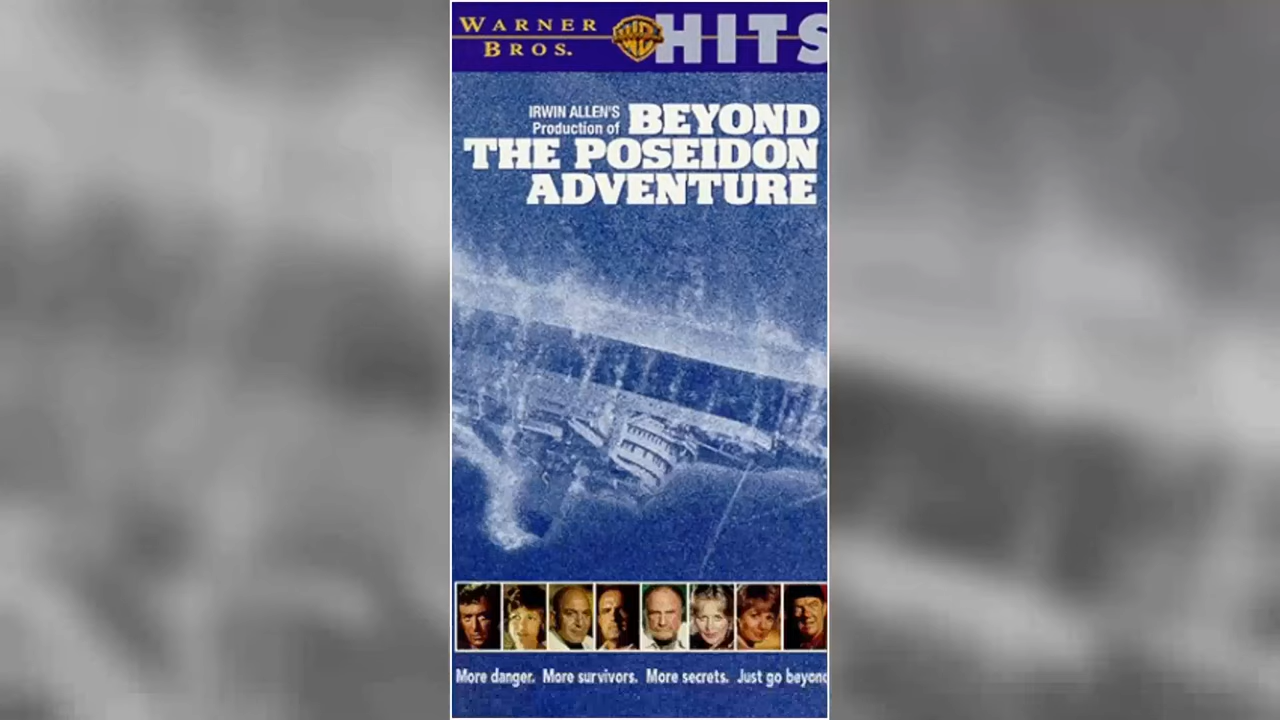 WARNER BROS. WB HITS
IRWIN ALLEN'S
Production of BEYOND
THE POSEIDON
ADVENTURE
More danger. More survivors. More secrets. Just go beyond